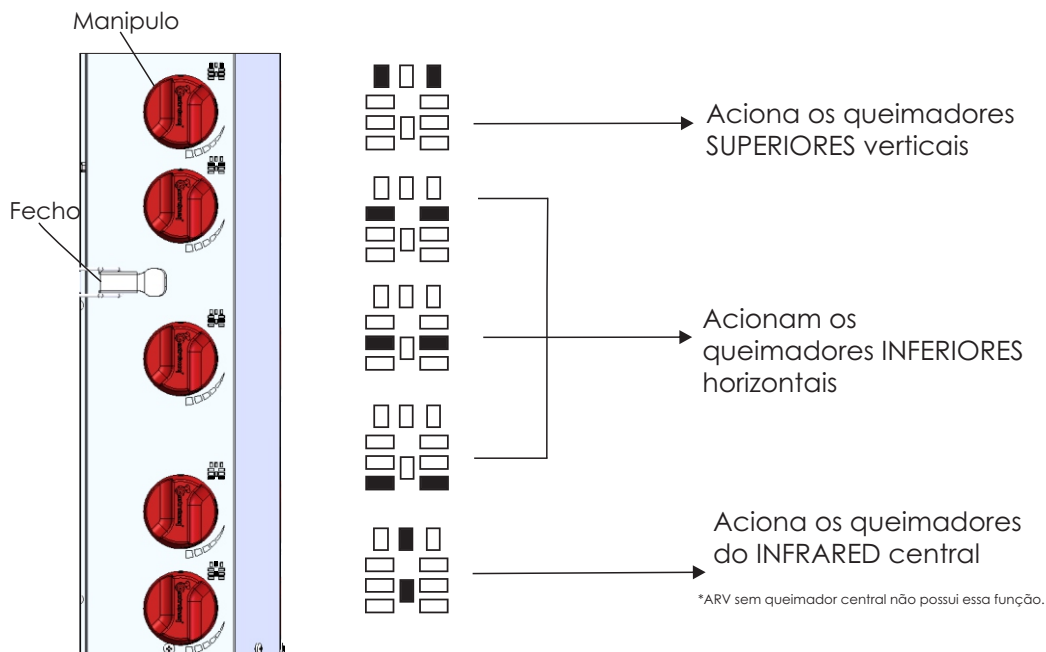 Manipulo
Fecho
Aciona os queimadores
SUPERIORES verticais
Acionam os
queimadores INFERIORES
horizontais
Aciona os queimadores
do INFRARED central
*ARV sem queimador central não possui essa função.